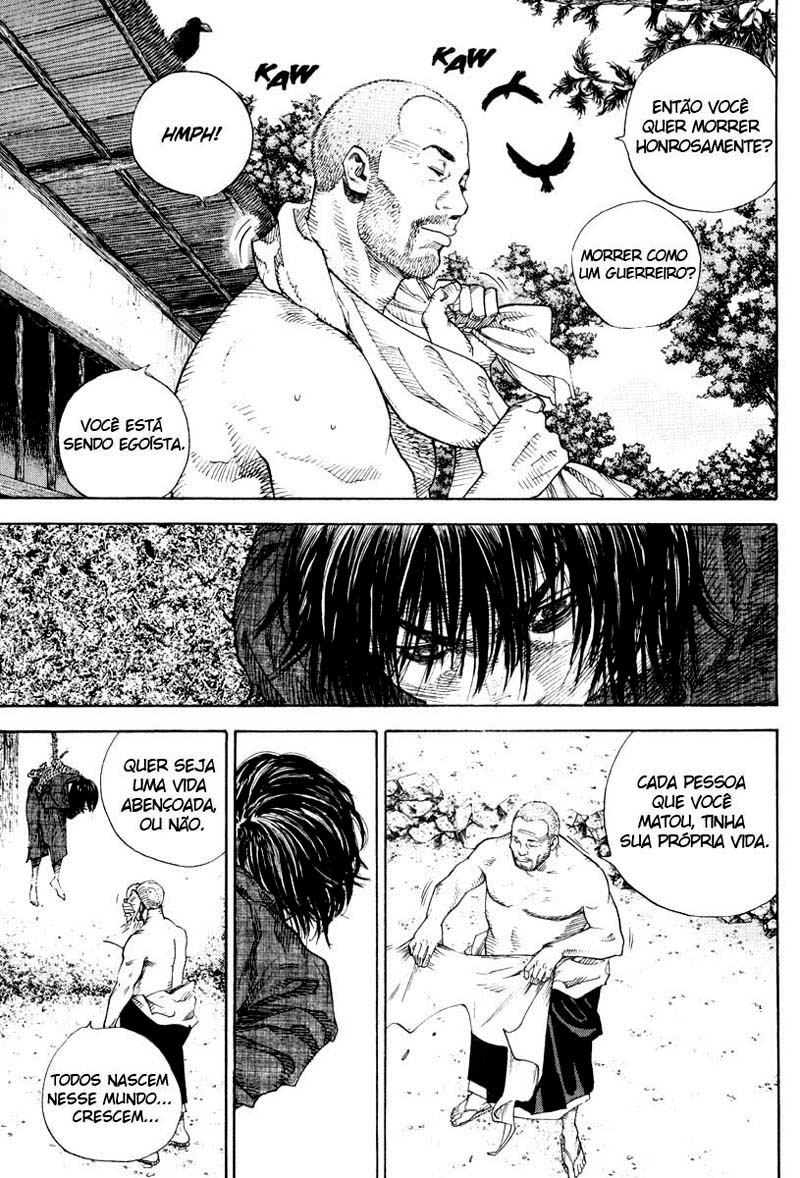 ENTÃO VOCÊ
QUER MORRER
HONROSAMENTE?
MORRER COMO
UM GUERREIRO?
KAW
KAW
HMPH!
VOCÊ ESTÁ
SENDO EGOÍSTA.
CADA PESSOA
QUE VOCÊ
MATOU, TINHA
SUA PRÓPRIA VIDA.
QUER SEJA
UMA VIDA
ABENÇOADA,
OU NÃO.
TODOS NASCEM
NESSE MUNDO...
CRESCEM...